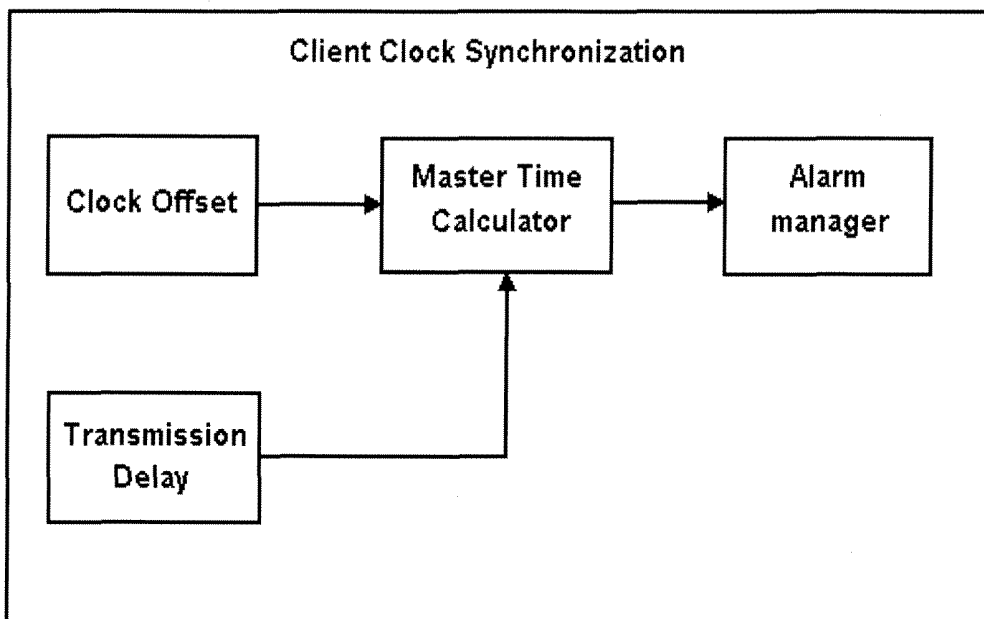 Client Clock Synchronization
Clock Offset
Master Time
Calculator
Alarm
manager
Transmission
Delay